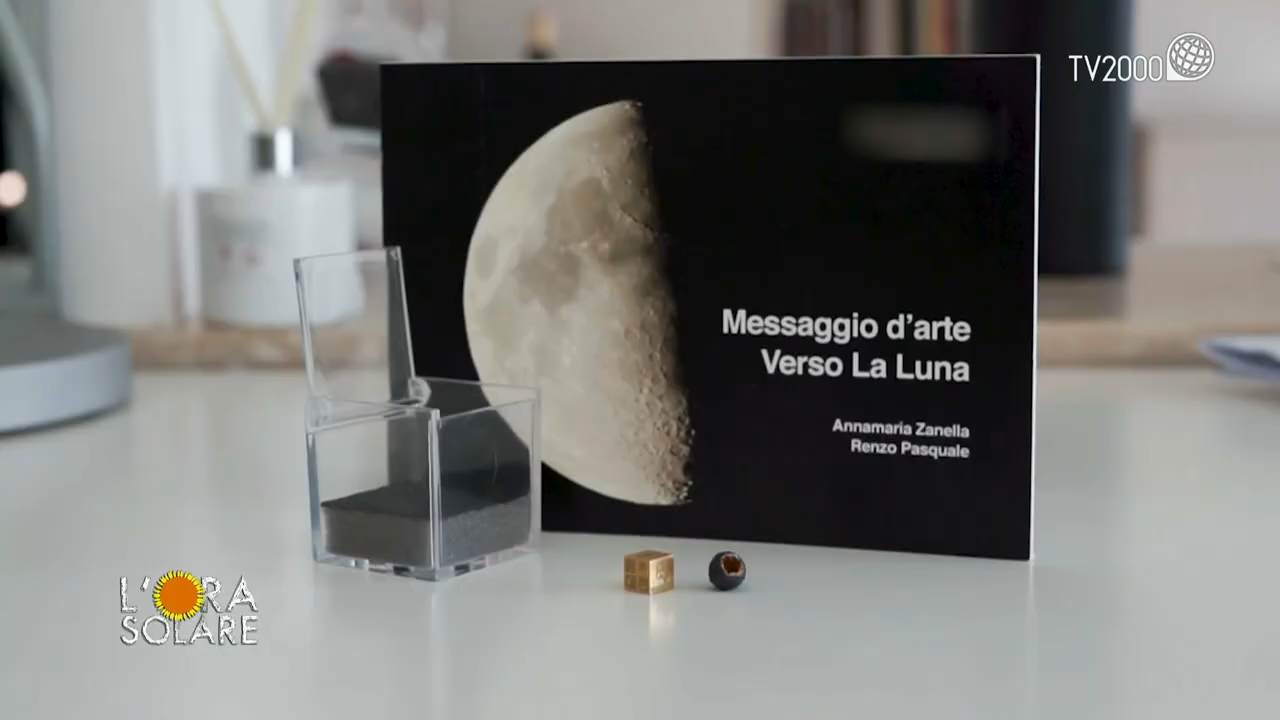 TV2000
Messaggio d'arte
Verso La Luna
Annamaria Zanella
Renzo Pasquale
L'ORA
SOLARE